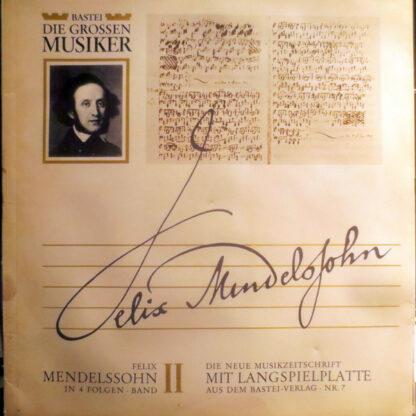 BASTEI
DIE GROSSEN
MUSIKER
Felix Mendelssohn
FELIX
MENDELSSOHN
IN 4 FOLGEN · BAND
II
DIE NEUE MUSIKZEITSCHRIFT
MIT LANGSPIELPLATTE
AUS DEM BASTEI-VERLAG · NR. 7